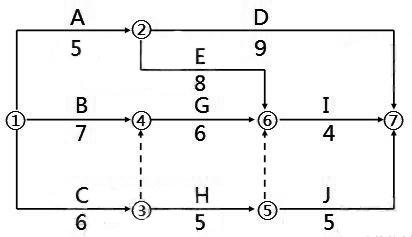 A D
5 ② 9
E
8
① B ④ G ⑥ I ⑦
7 6 4
C ③ H ⑤ J
6 5 5